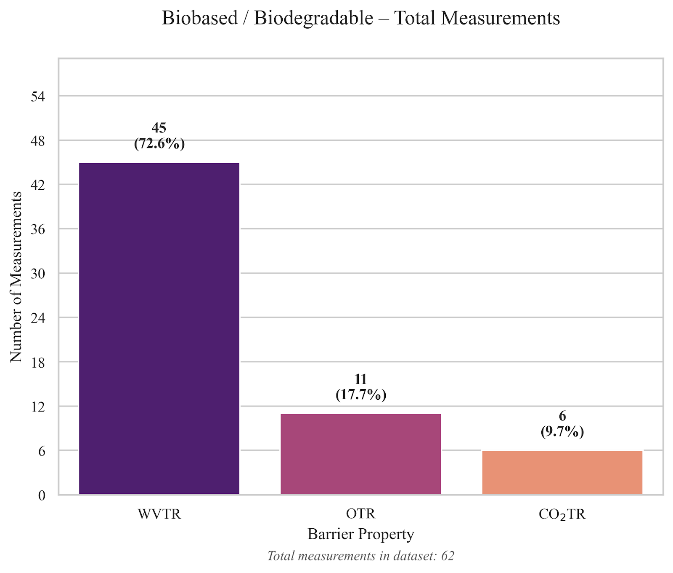 Biobased / Biodegradable – Total Measurements
Number of Measurements
54
48
42
36
30
24
18
12
6
0
45
(72.6%)
11
(17.7%)
6
(9.7%)
WVTR
OTR
CO₂TR
Barrier Property
Total measurements in dataset: 62